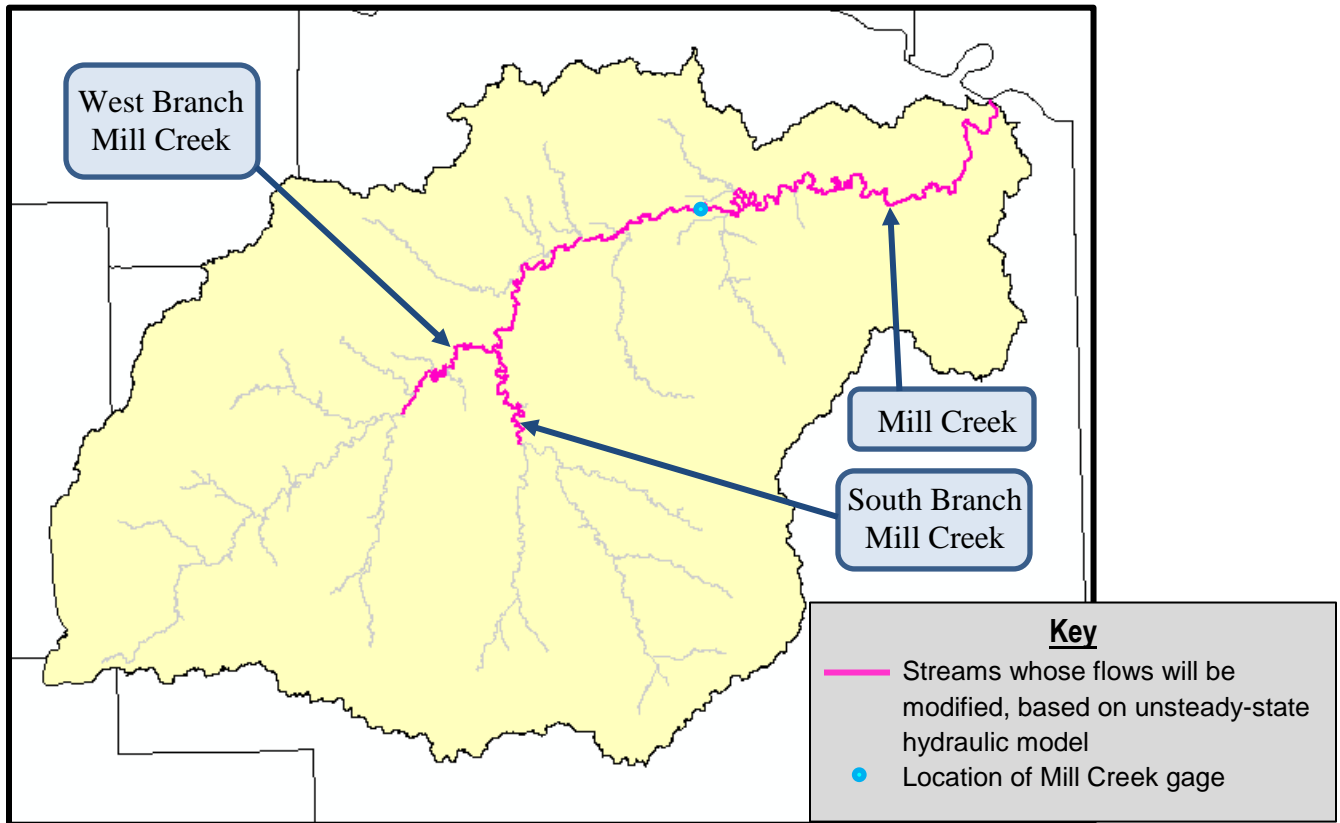 West Branch
Mill Creek
Mill Creek
South Branch
Mill Creek
Key
Streams whose flows will be
modified, based on unsteady-state
hydraulic model
Location of Mill Creek gage